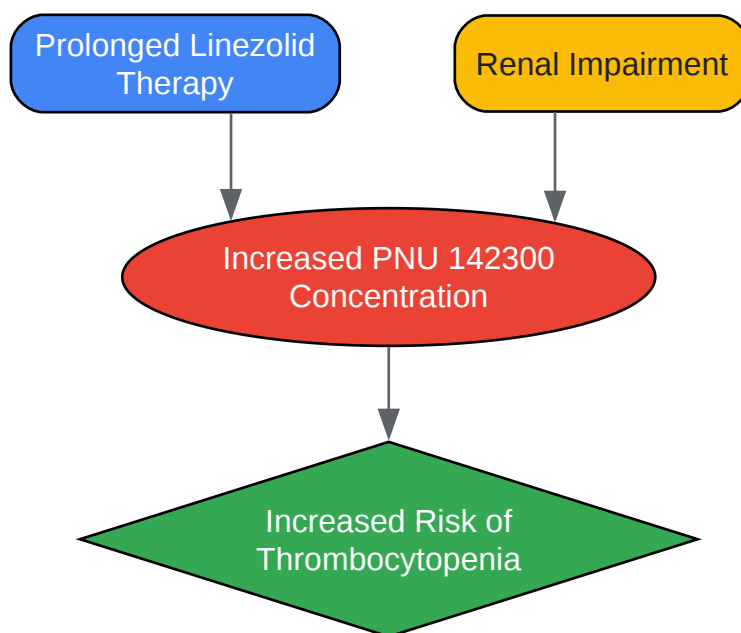 Prolonged Linezolid
Therapy
Renal Impairment
Increased PNU 142300
Concentration
Increased Risk of
Thrombocytopenia